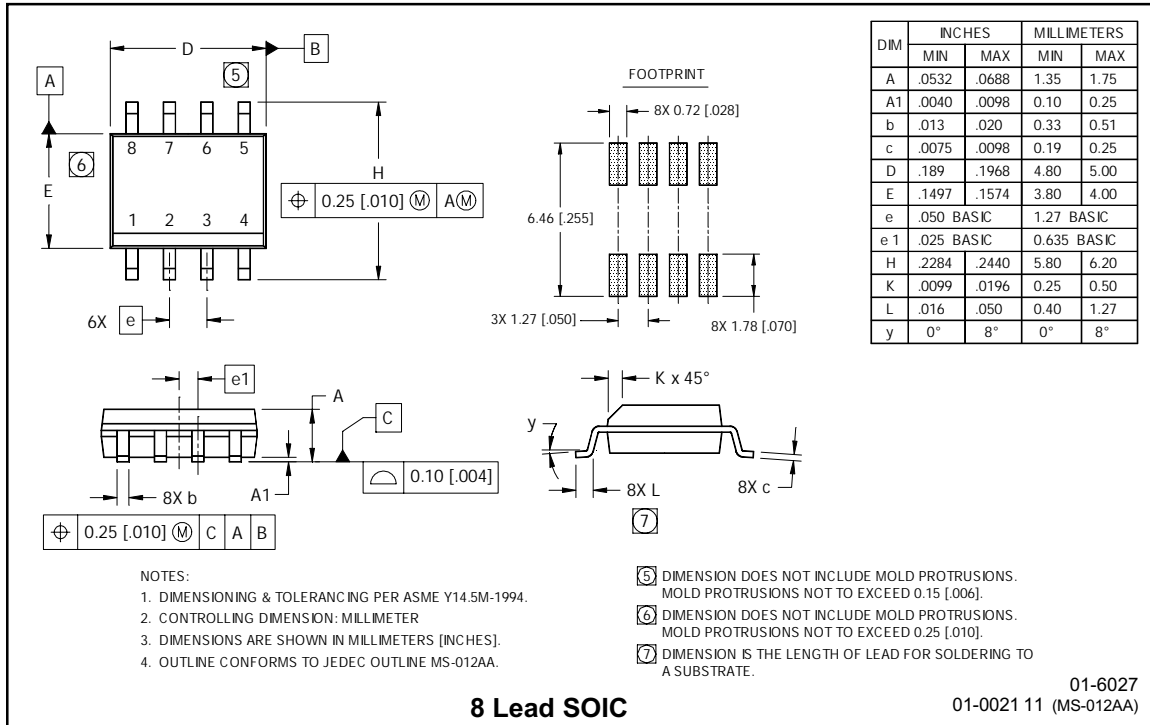 D
B
5
A
8 7 6 5
6
E
H
0.25 [.010] M A M
1 2 3 4
6X e
FOOTPRINT
8X 0.72 [.028]
6.46 [.255]
3X 1.27 [.050]
8X 1.78 [.070]
DIM INCHES MILLIMETERS
MIN MAX MIN MAX
A .0532 .0688 1.35 1.75
A1 .0040 .0098 0.10 0.25
b .013 .020 0.33 0.51
c .0075 .0098 0.19 0.25
D .189 .1968 4.80 5.00
E .1497 .1574 3.80 4.00
e .050 BASIC 1.27 BASIC
e 1 .025 BASIC 0.635 BASIC
H .2284 .2440 5.80 6.20
K .0099 .0196 0.25 0.50
L .016 .050 0.40 1.27
y 0° 8° 0° 8°
e1
A
C
0.10 [.004]
8X b
A1
0.25 [.010] M C A B
K x 45°
y
8X L
8X c
7
NOTES:
1. DIMENSIONING & TOLERANCING PER ASME Y14.5M-1994.
2. CONTROLLING DIMENSION: MILLIMETER
3. DIMENSIONS ARE SHOWN IN MILLIMETERS [INCHES].
4. OUTLINE CONFORMS TO JEDEC OUTLINE MS-012AA.
5 DIMENSION DOES NOT INCLUDE MOLD PROTRUSIONS.
MOLD PROTRUSIONS NOT TO EXCEED 0.15 [.006].
6 DIMENSION DOES NOT INCLUDE MOLD PROTRUSIONS.
MOLD PROTRUSIONS NOT TO EXCEED 0.25 [.010].
7 DIMENSION IS THE LENGTH OF LEAD FOR SOLDERING TO
A SUBSTRATE.
8 Lead SOIC
01-6027
01-0021 11 (MS-012AA)